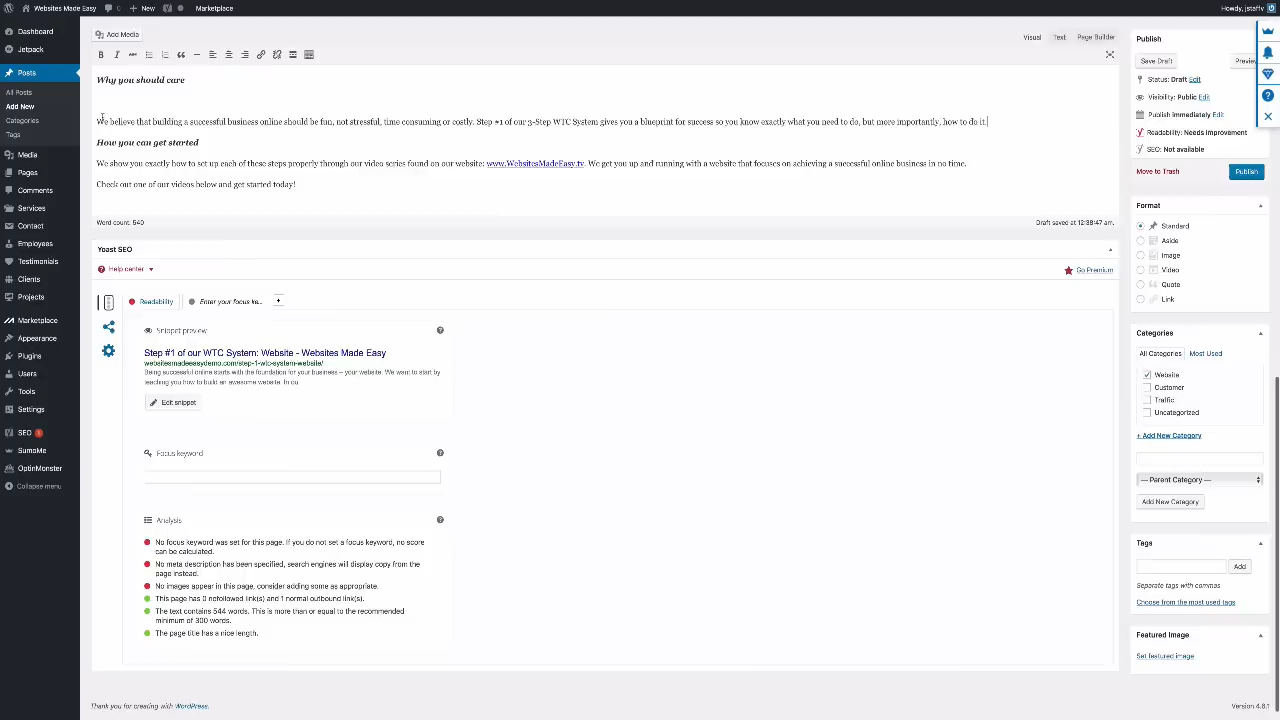 Websites Made Easy
1
New
Marketplace
Howdy, jstaffy
Dashboard
Jetpack
Posts
All Posts
Add New
Categories
Tags
Media
Pages
Comments
Services
Contact
Employees
Testimonials
Clients
Projects
Marketplace
Appearance
Plugins
Users
Tools
Settings
SEO
SumoMe
OptinMonster
Collapse menu
Add Media
Visual
Text
Page Builder
B I ABC
Why you should care
We believe that building a successful business online should be fun, not stressful, time consuming or costly. Step #1 of our 3-Step WTC System gives you a blueprint for success so you know exactly what you need to do, but more importantly, how to do it.
How you can get started
We show you exactly how to set up each of these steps properly through our video series found on our website: www.WebsitesMadeEasy.tv. We get you up and running with a website that focuses on achieving a successful online business in no time.
Check out one of our videos below and get started today!
Word count: 540
Draft saved at 12:38:47 am.
Yoast SEO
Help center
Go Premium
Readability
Enter your focus ke...
+
Snippet preview
Step #1 of our WTC System: Website - Websites Made Easy
websitesmadeeasydemo.com/step-1-wtc-system-website/
Being successful online starts with the foundation for your business – your website. We want to start by
teaching you how to build an awesome website. In ou
Edit snippet
Focus keyword
Analysis
No focus keyword was set for this page. If you do not set a focus keyword, no score
can be calculated.
No meta description has been specified, search engines will display copy from the
page instead.
No images appear in this page, consider adding some as appropriate.
This page has 0 nofollowed link(s) and 1 normal outbound link(s).
The text contains 544 words. This is more than or equal to the recommended
minimum of 300 words.
The page title has a nice length.
Thank you for creating with WordPress.
Publish
Save Draft
Preview
Status: Draft Edit
Visibility: Public Edit
Publish immediately Edit
Readability: Needs improvement
SEO: Not available
Move to Trash
Publish
Format
Standard
Aside
Image
Video
Quote
Link
Categories
All Categories
Most Used
Website
Customer
Traffic
Uncategorized
+ Add New Category
— Parent Category —
Add New Category
Tags
Add
Separate tags with commas
Choose from the most used tags
Featured Image
Set featured image
Version 4.6.1